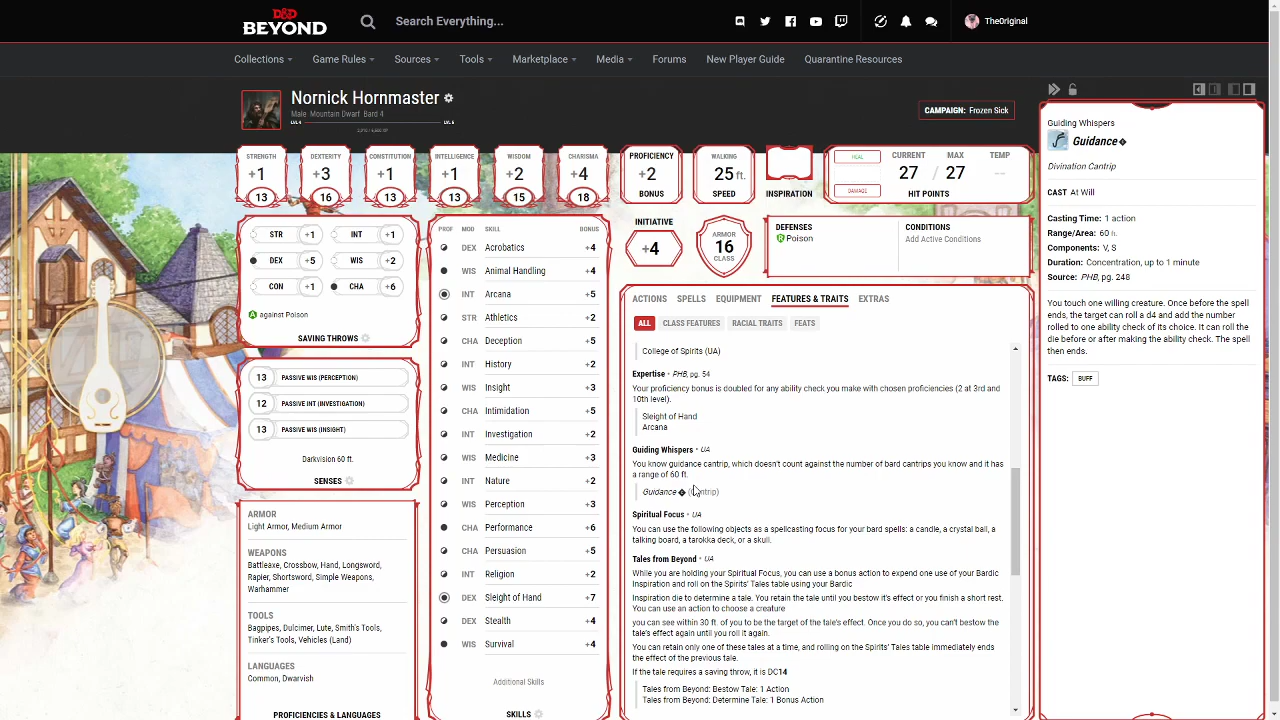 D&D
BEYOND
Search Everything...
The0riginal
Collections
Game Rules
Sources
Tools
Marketplace
Media
Forums
New Player Guide
Quarantine Resources
Nornick Hornmaster
Male Mountain Dwarf Bard 4
LVL 4
LVL 5
CAMPAIGN: Frozen Sick
STRENGTH
+1
13
DEXTERITY
+3
16
CONSTITUTION
+1
13
INTELLIGENCE
+1
13
WISDOM
+2
15
CHARISMA
+4
18
PROFICIENCY
+2
BONUS
WALKING
25 ft.
SPEED
INSPIRATION
HEAL
DAMAGE
CURRENT
27
/
MAX
27
TEMP
--
HIT POINTS
STR +1
INT +1
DEX +5
WIS +2
CON +1
CHA +6
against Poison
SAVING THROWS
13 PASSIVE WIS (PERCEPTION)
12 PASSIVE INT (INVESTIGATION)
13 PASSIVE WIS (INSIGHT)
Darkvision 60 ft.
SENSES
ARMOR
Light Armor, Medium Armor
WEAPONS
Battleaxe, Crossbow, Hand, Longsword,
Rapier, Shortsword, Simple Weapons,
Warhammer
TOOLS
Bagpipes, Dulcimer, Lute, Smith's Tools,
Tinker's Tools, Vehicles (Land)
LANGUAGES
Common, Dwarvish
PROFICIENCIES & LANGUAGES
PROF MOD SKILL BONUS
DEX Acrobatics +4
WIS Animal Handling +4
INT Arcana +5
STR Athletics +2
CHA Deception +5
INT History +2
WIS Insight +3
CHA Intimidation +5
INT Investigation +2
WIS Medicine +3
INT Nature +2
WIS Perception +3
CHA Performance +6
CHA Persuasion +5
INT Religion +2
DEX Sleight of Hand +7
DEX Stealth +4
WIS Survival +4
Additional Skills
SKILLS
INITIATIVE
+4
ARMOR
16
CLASS
DEFENSES
R Poison
CONDITIONS
Add Active Conditions
ACTIONS
SPELLS
EQUIPMENT
FEATURES & TRAITS
EXTRAS
ALL
CLASS FEATURES
RACIAL TRAITS
FEATS
College of Spirits (UA)
Expertise • PHB, pg. 54
Your proficiency bonus is doubled for any ability check you make with chosen proficiencies (2 at 3rd and
10th level).
Sleight of Hand
Arcana
Guiding Whispers • UA
You know guidance cantrip, which doesn't count against the number of bard cantrips you know and it has
a range of 60 ft.
Guidance (Cantrip)
Spiritual Focus • UA
You can use the following objects as a spellcasting focus for your bard spells: a candle, a crystal ball, a
talking board, a tarokka deck, or a skull.
Tales from Beyond • UA
While you are holding your Spiritual Focus, you can use a bonus action to expend one use of your Bardic
Inspiration and roll on the Spirits' Tales table using your Bardic
Inspiration die to determine a tale. You retain the tale until you bestow it's effect or you finish a short rest.
You can use an action to choose a creature
you can see within 30 ft. of you to be the target of the tale's effect. Once you do so, you can't bestow the
tale's effect again until you roll it again.
You can retain only one of these tales at a time, and rolling on the Spirits' Tales table immediately ends
the effect of the previous tale.
If the tale requires a saving throw, it is DC14
Tales from Beyond: Bestow Tale: 1 Action
Tales from Beyond: Determine Tale: 1 Bonus Action
Guiding Whispers
Guidance
Divination Cantrip
CAST At Will
Casting Time: 1 action
Range/Area: 60 ft.
Components: V, S
Duration: Concentration, up to 1 minute
Source: PHB, pg. 248
You touch one willing creature. Once before the spell
ends, the target can roll a d4 and add the number
rolled to one ability check of its choice. It can roll the
die before or after making the ability check. The spell
then ends.
TAGS: BUFF